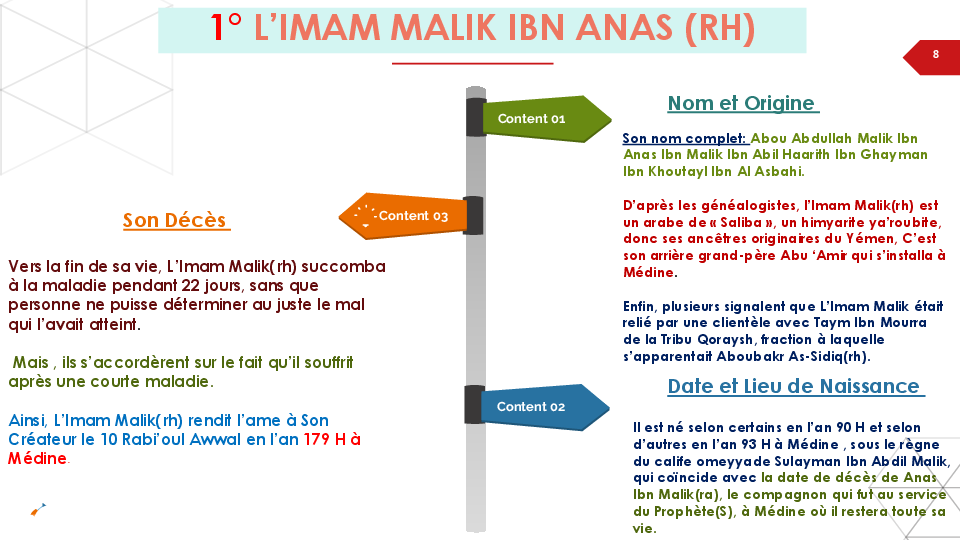 1° L’IMAM MALIK IBN ANAS (RH)
8
Content 01
Nom et Origine
Son nom complet: Abou Abdullah Malik Ibn
Anas Ibn Malik Ibn Abil Haarith Ibn Ghayman
Ibn Khoutayl Ibn Al Asbahi.
D’après les généalogistes, l’Imam Malik(rh) est
un arabe de « Saliba », un himyarite ya’roubite,
donc ses ancêtres originaires du Yémen, C’est
son arrière grand-père Abu ‘Amir qui s’installa à
Médine.
Enfin, plusieurs signalent que L’Imam Malik était
relié par une clientèle avec Taym Ibn Mourra
de la Tribu Qoraysh, fraction à laquelle
s’apparentait Aboubakr As-Sidiq(rh).
Content 02
Date et Lieu de Naissance
Il est né selon certains en l’an 90 H et selon
d’autres en l’an 93 H à Médine , sous le règne
du calife omeyyade Sulayman Ibn Abdil Malik,
qui coïncide avec la date de décès de Anas
Ibn Malik(ra), le compagnon qui fut au service
du Prophète(S), à Médine où il restera toute sa
vie.
Content 03
Son Décès
Vers la fin de sa vie, L’Imam Malik(rh) succomba
à la maladie pendant 22 jours, sans que
personne ne puisse déterminer au juste le mal
qui l’avait atteint.
Mais , ils s’accordèrent sur le fait qu’il souffrit
après une courte maladie.
Ainsi, L’Imam Malik(rh) rendit l’ame à Son
Créateur le 10 Rabi’oul Awwal en l’an 179 H à
Médine.